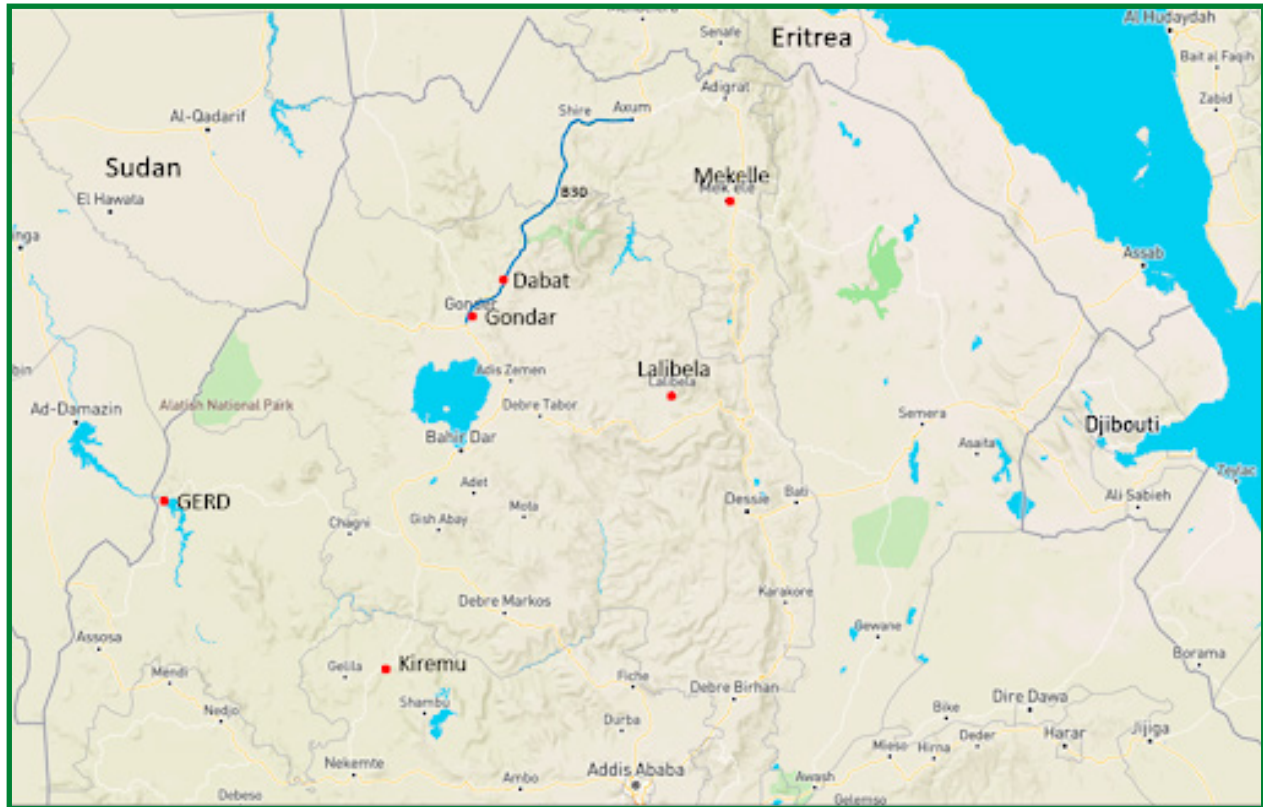 Al Hudaydah
Eritrea
Senafe
Bait al Faqih
Adigrat
Zabid
Shire
Axum
Al-Qadarif
Sudan
Mekelle
Mek'ele
B30
El Hawata
inga
Assab
Dabat
Gondar
Gonder
Lalibela
Lalibela
Adis Zemen
Alatish National Park
Debre Tabor
Ad-Damazin
Semera
Djibouti
Bahir Dar
Asaita
Zeylac
Adet
Dessie
Bati
Ali Sabieh
GERD
Mota
Chagni
Gish Abay
Karakore
Debre Markos
Gewane
Assosa
Borama
Kiremu
Gelila
Mendi
Fiche
Debre Birhan
Dire Dawa
Shambu
Nedjo
Durba
Bike
Jijiga
Harar
Deder
Mieso
Hirna
Nekemte
Addis Ababa
Ambo
Awash
Debeso
Gelemso